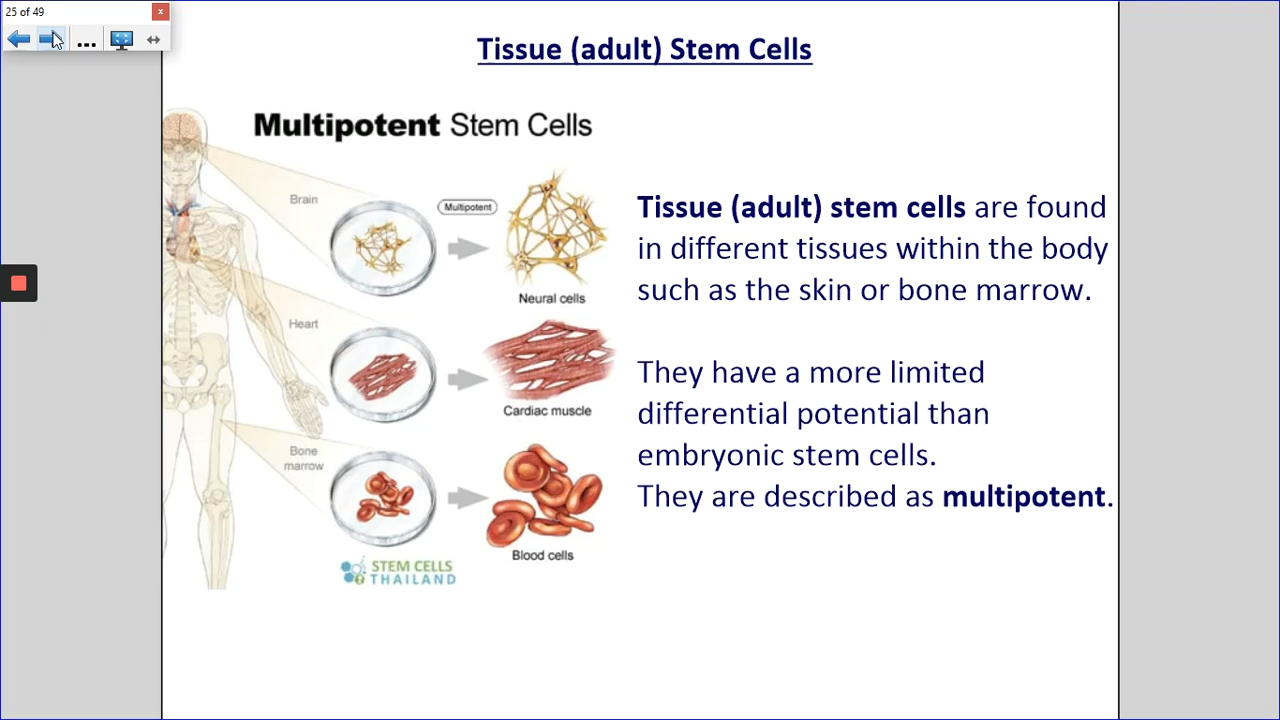 25 of 49
x
...
Tissue (adult) Stem Cells
Multipotent Stem Cells
Brain
Multipotent
Neural cells
Heart
Cardiac muscle
Bone
marrow
Blood cells
STEM CELLS
THAILAND
Tissue (adult) stem cells are found
in different tissues within the body
such as the skin or bone marrow.
They have a more limited
differential potential than
embryonic stem cells.
They are described as multipotent.